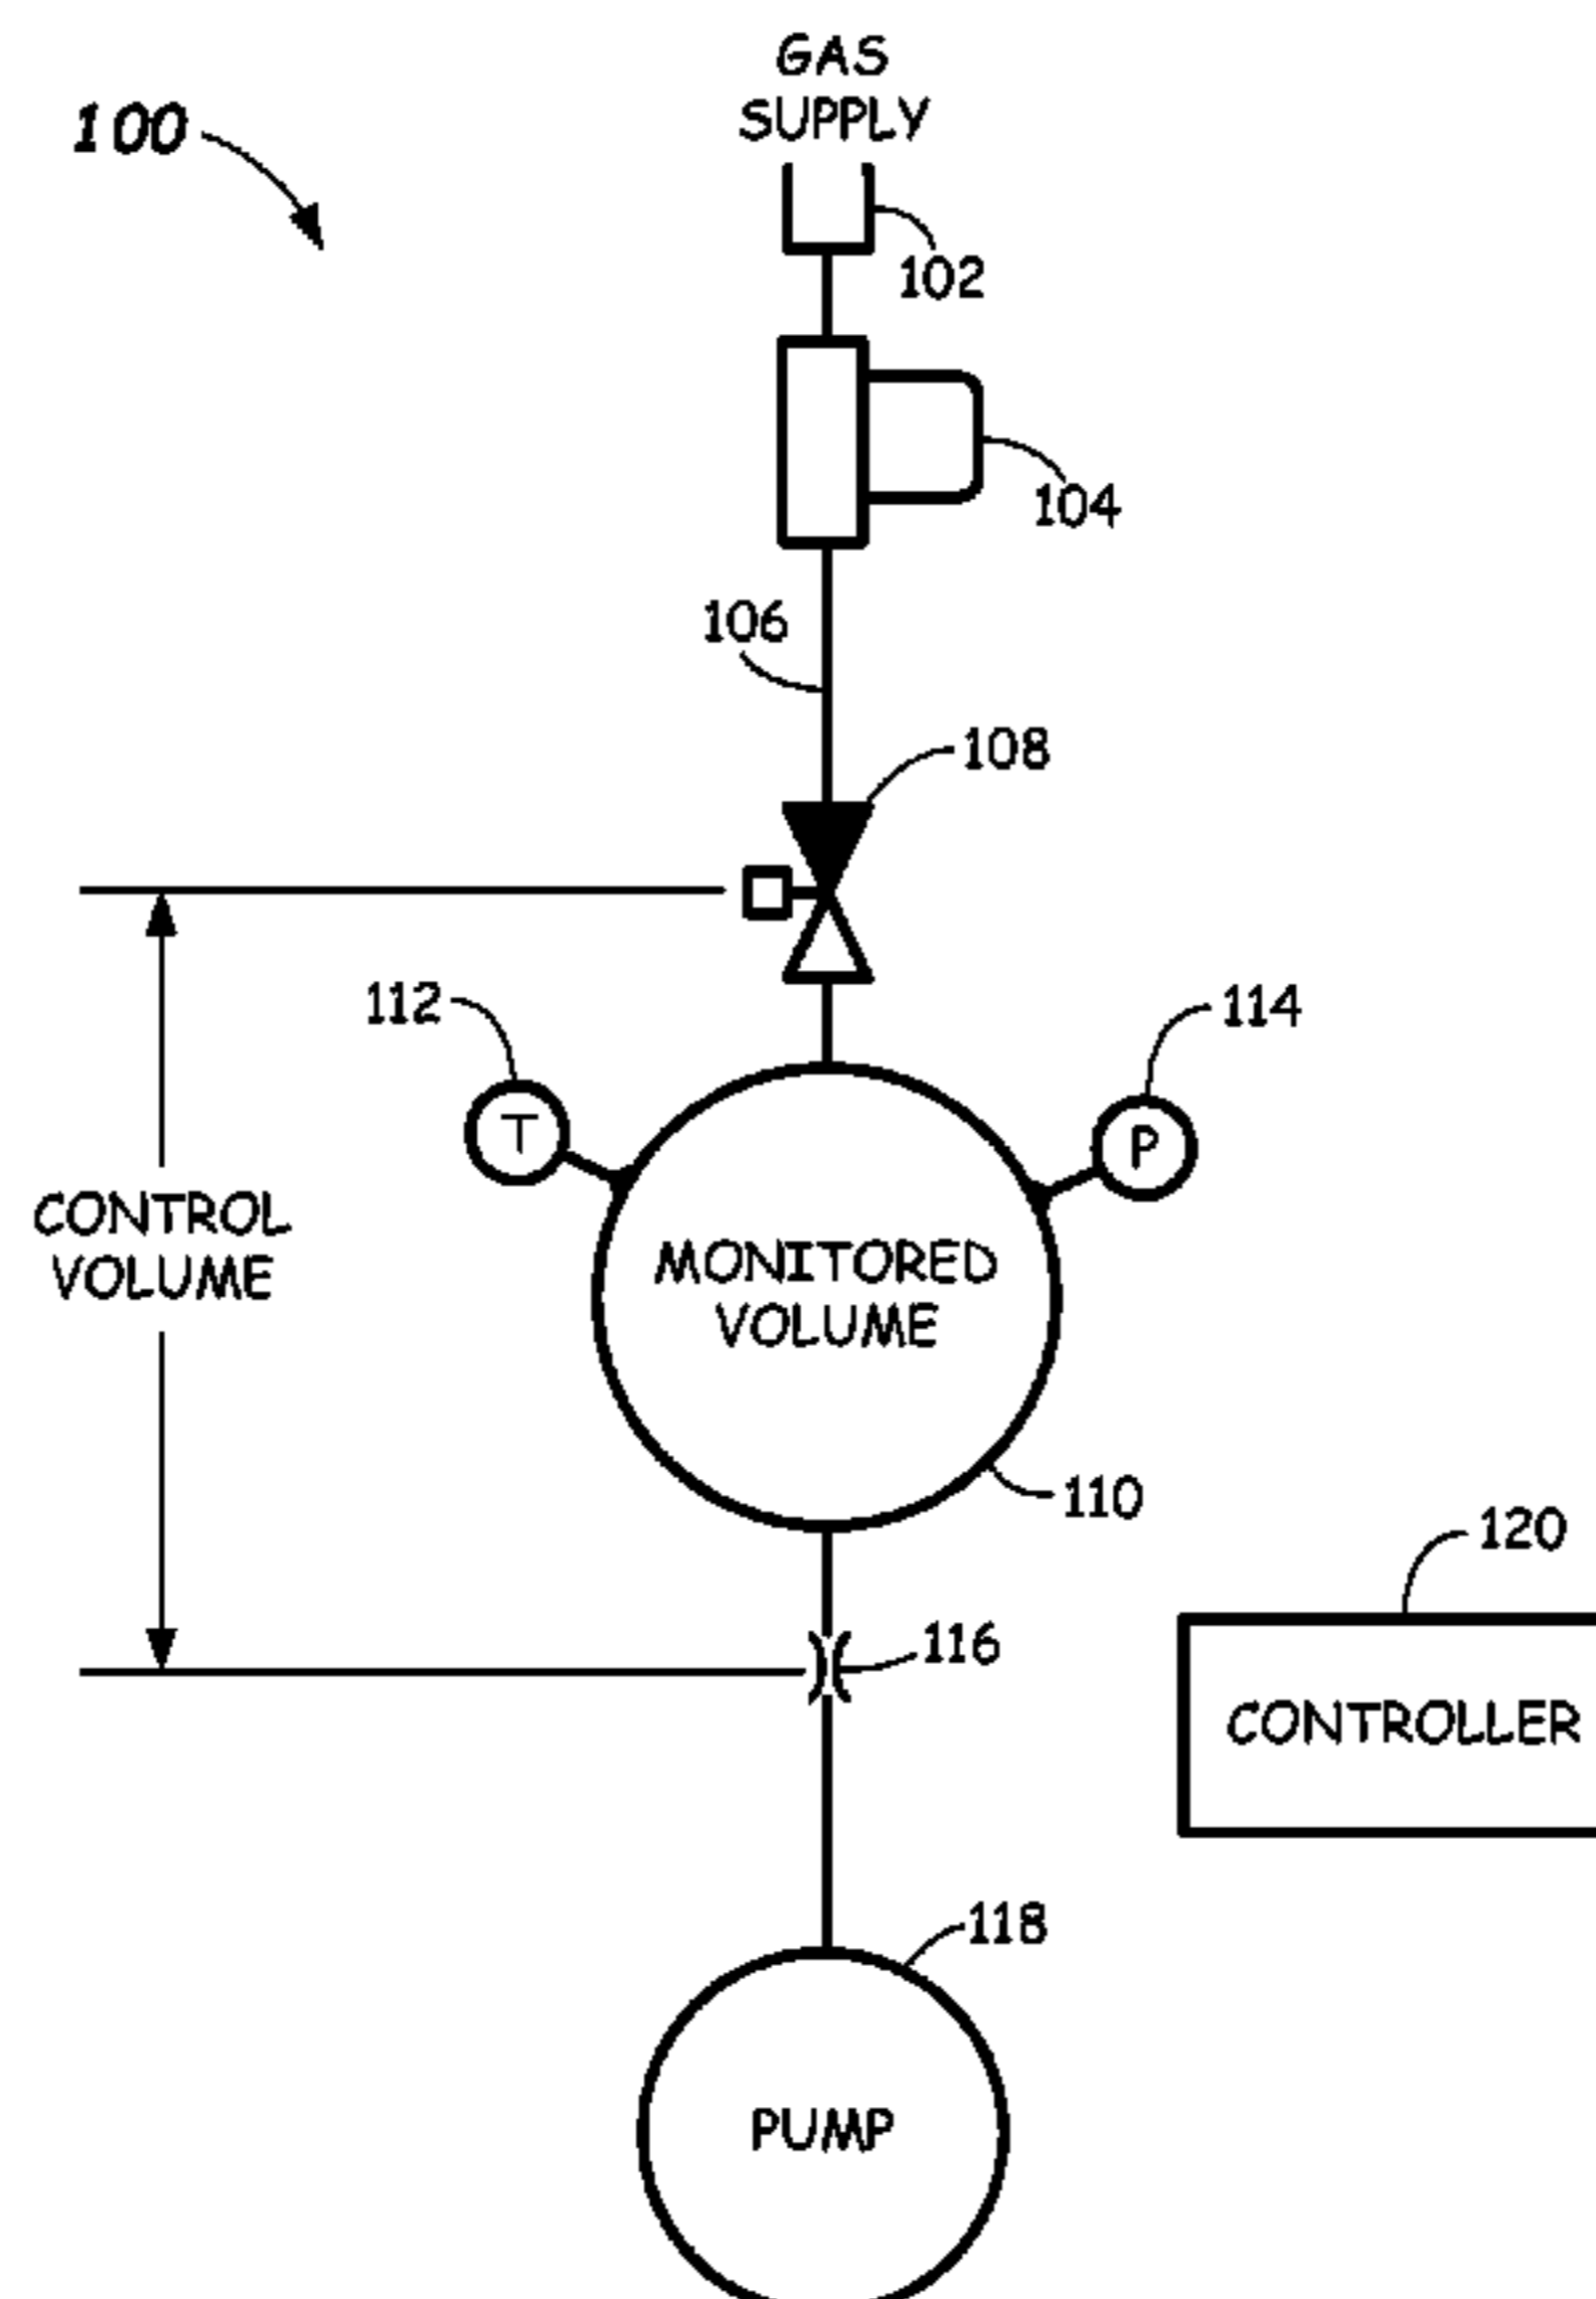 GAS
SUPPLY
100
102
104
106
108
112
114
T
P
CONTROL
VOLUME
MONITORED
VOLUME
110
120
116
CONTROLLER
118
PUMP